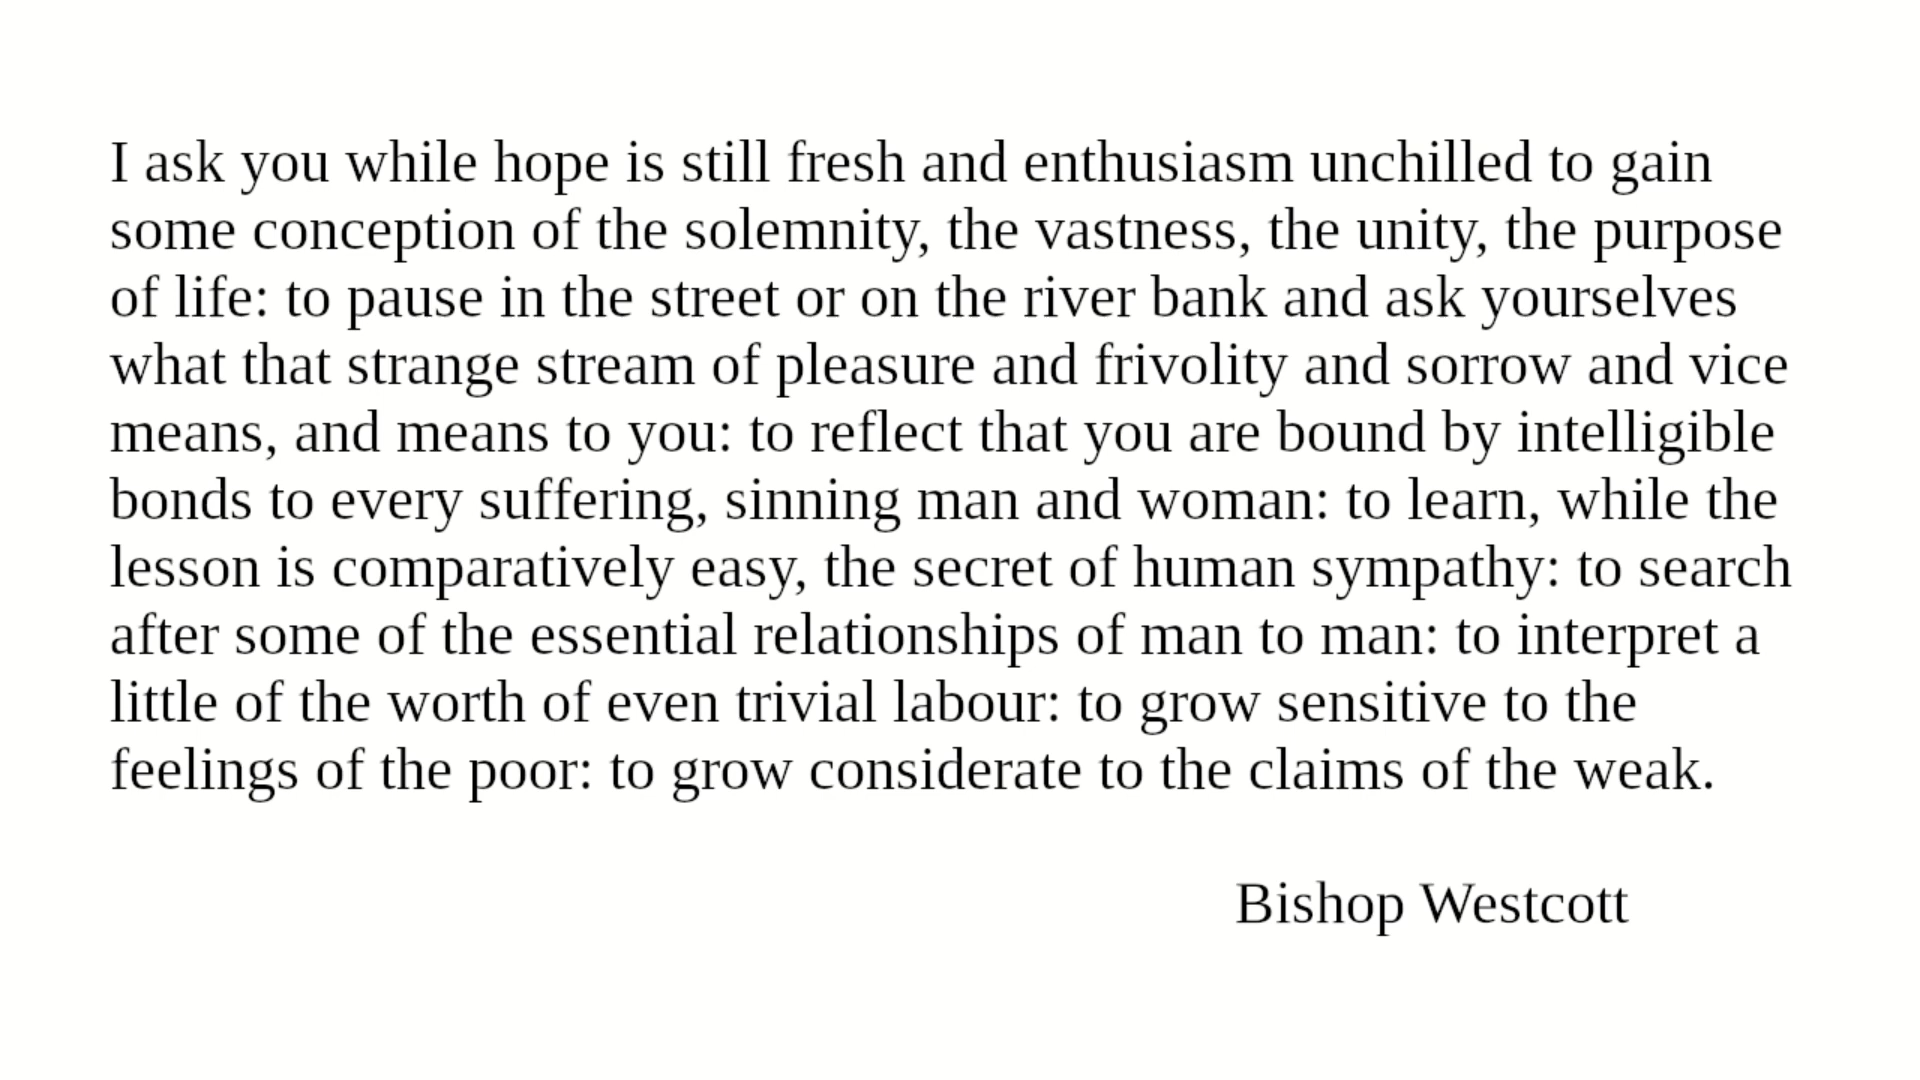 I ask you while hope is still fresh and enthusiasm unchilled to gain
some conception of the solemnity, the vastness, the unity, the purpose
of life: to pause in the street or on the river bank and ask yourselves
what that strange stream of pleasure and frivolity and sorrow and vice
means, and means to you: to reflect that you are bound by intelligible
bonds to every suffering, sinning man and woman: to learn, while the
lesson is comparatively easy, the secret of human sympathy: to search
after some of the essential relationships of man to man: to interpret a
little of the worth of even trivial labour: to grow sensitive to the
feelings of the poor: to grow considerate to the claims of the weak.
Bishop Westcott